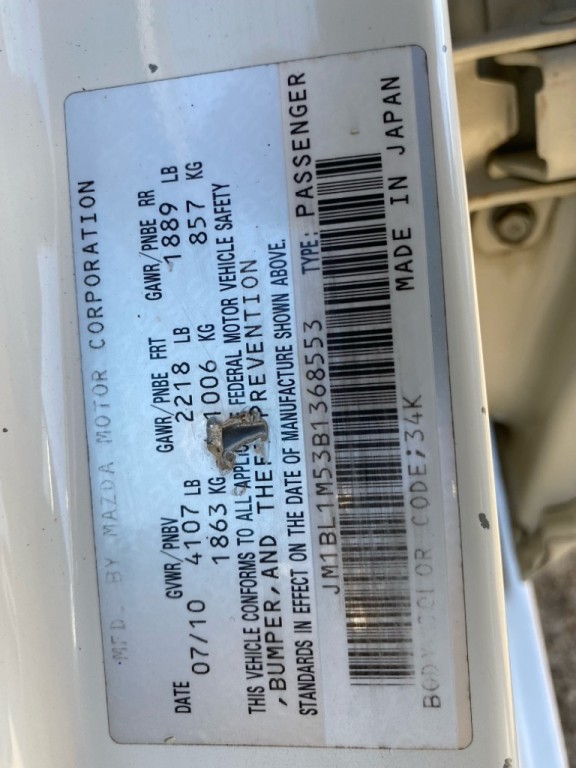 MFD. BY MAZDA MOTOR CORPORATION
DATE GVWR/PNBV GAWR/PNBE FRT GAWR/PNBE RR
07/10 4107 LB 2218 LB 1889 LB
1863 KG 1006 KG 857 KG
THIS VEHICLE CONFORMS TO ALL FEDERAL MOTOR VEHICLE SAFETY
, BUMPER, AND THEF REVENTION
STANDARDS IN EFFECT ON THE DATE OF MANUFACTURE SHOWN ABOVE.
JM1BL1M53B1368553 TYPE: PASSENGER
BODY COLOR CODE;34K MADE IN JAPAN